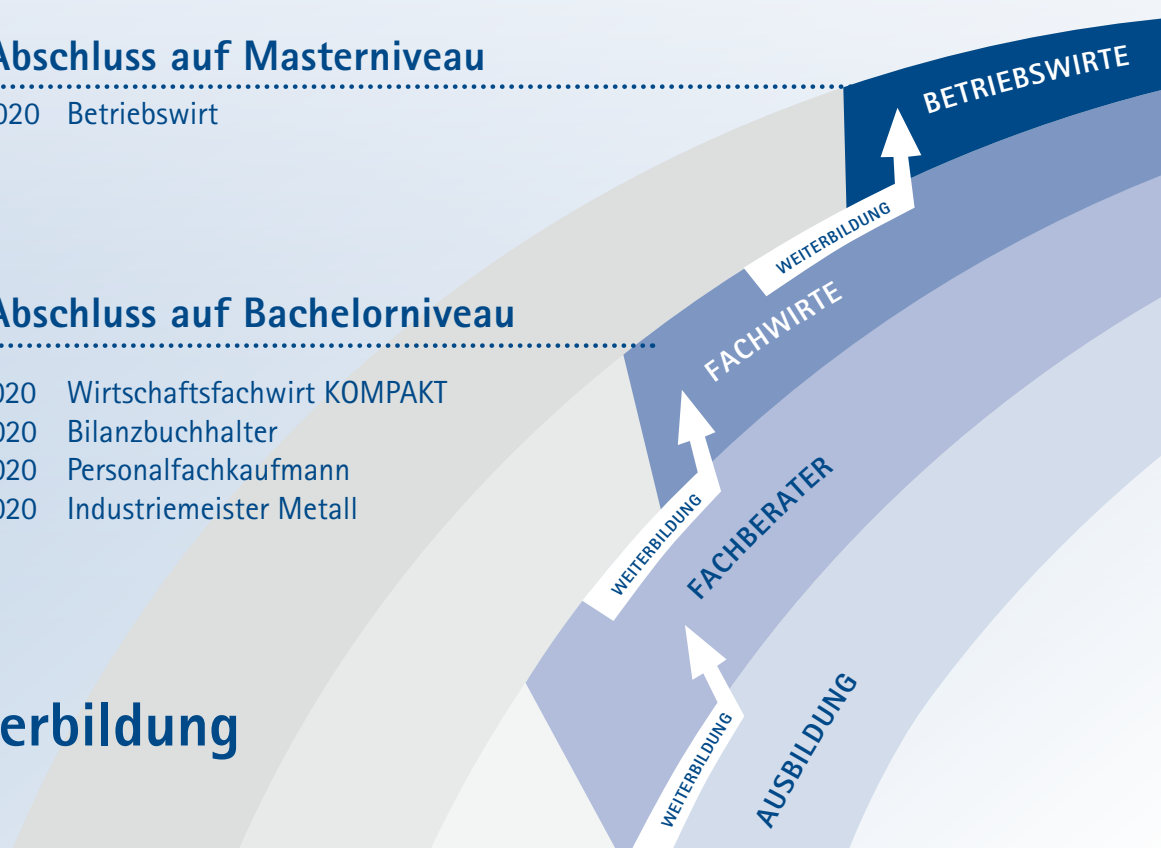 Abschluss auf Masterniveau
020 Betriebswirt
Abschluss auf Bachelorniveau
020 Wirtschaftsfachwirt KOMPAKT
020 Bilanzbuchhalter
020 Personalfachkaufmann
020 Industriemeister Metall
erbildung
BETRIEBSWIRTE
WEITERBILDUNG
FACHWIRTE
WEITERBILDUNG
FACHBERATER
WEITERBILDUNG
AUSBILDUNG